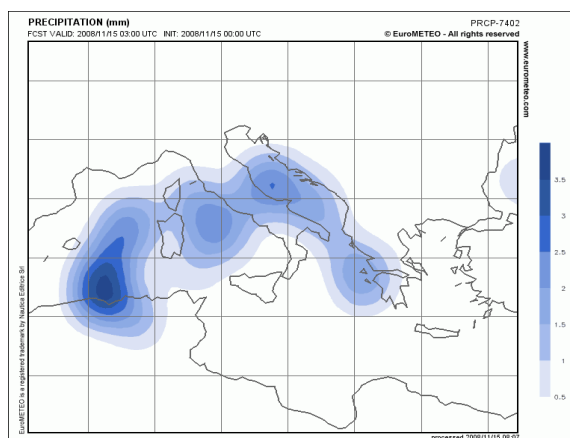 PRECIPITATION (mm)
PRCP-7402
FCST VALID: 2008/11/15 03:00 UTC INIT: 2008/11/15 00:00 UTC
© EuroMETEO - All rights reserved
www.eurometeo.com
3.5
3
2.5
2
1.5
1
0.5
EuroMETEO is a registered trademark by Nautica Editrice Srl
processed 2008/11/15 08:07